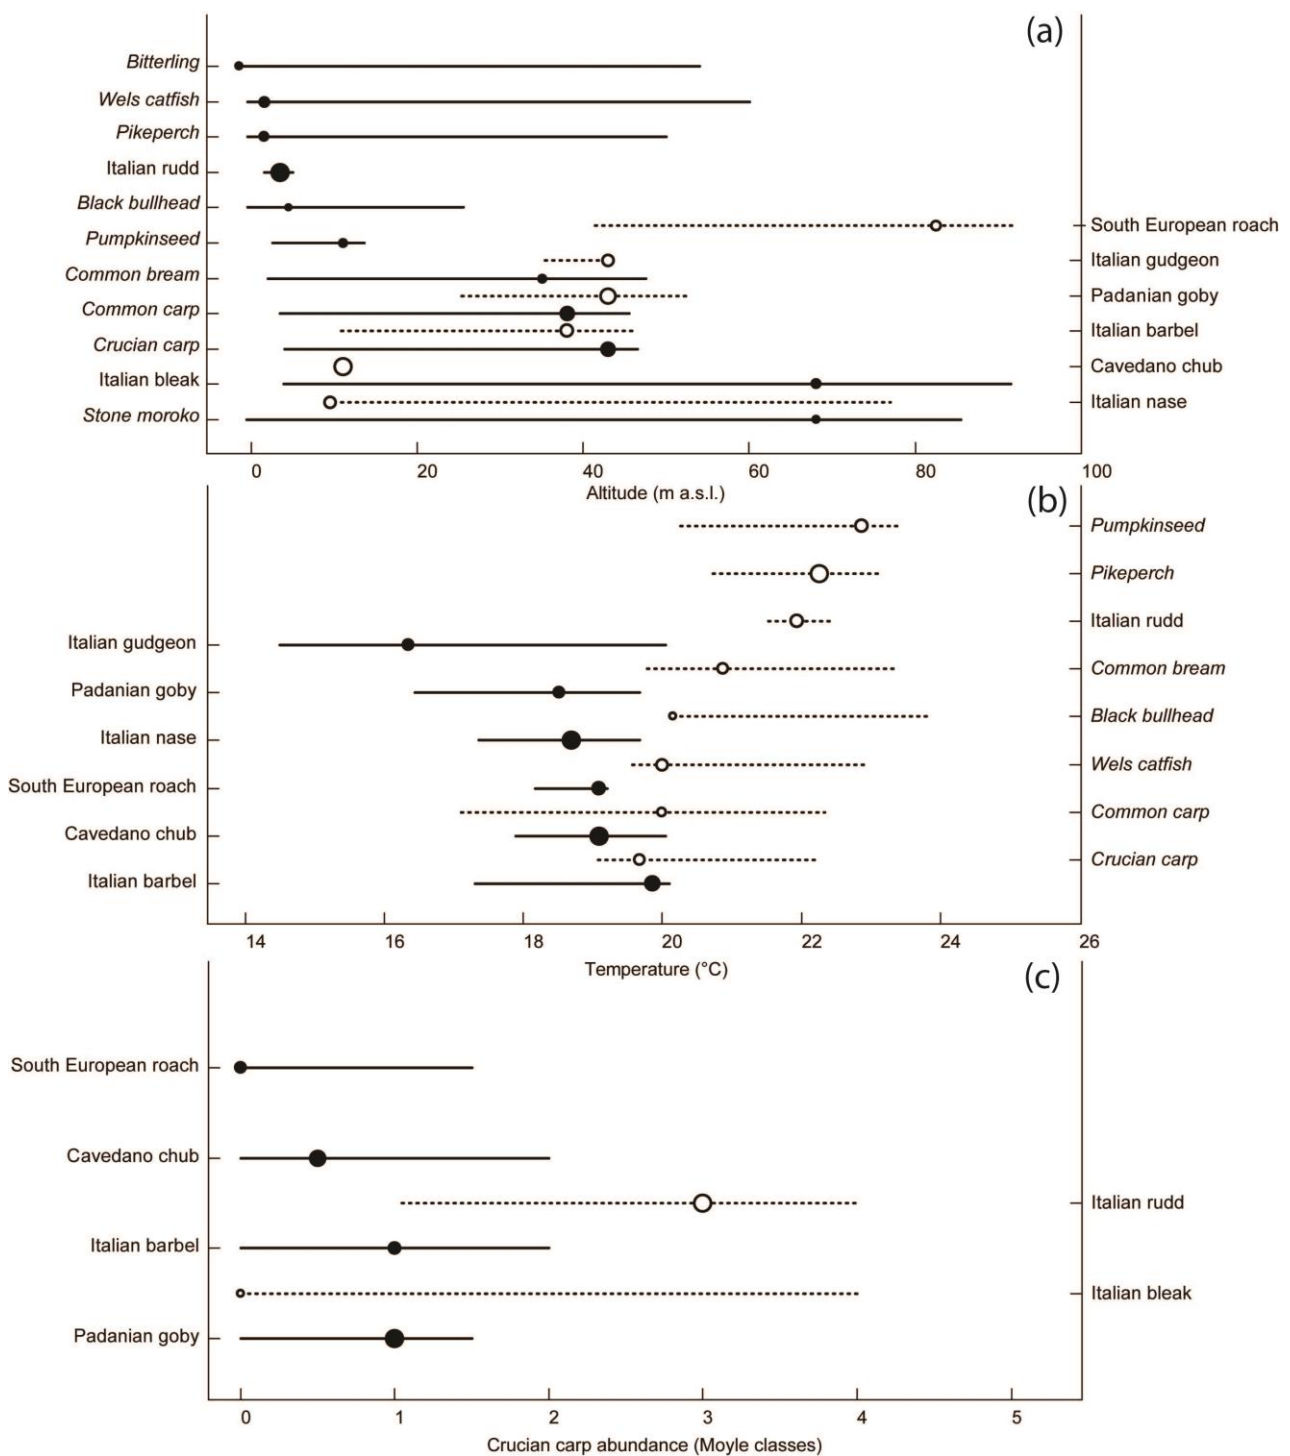 (a)
Bitterling
Wels catfish
Pikeperch
Italian rudd
Black bullhead
Pumpkinseed
Common bream
Common carp
Crucian carp
Italian bleak
Stone moroko
South European roach
Italian gudgeon
Padanian goby
Italian barbel
Cavedano chub
Italian nase
0 20 40 60 80 100
Altitude (m a.s.l.)
(b)
Italian gudgeon
Padanian goby
Italian nase
South European roach
Cavedano chub
Italian barbel
Pumpkinseed
Pikeperch
Italian rudd
Common bream
Black bullhead
Wels catfish
Common carp
Crucian carp
14 16 18 20 22 24 26
Temperature (°C)
(c)
South European roach
Cavedano chub
Italian barbel
Padanian goby
Italian rudd
Italian bleak
0 1 2 3 4 5
Crucian carp abundance (Moyle classes)